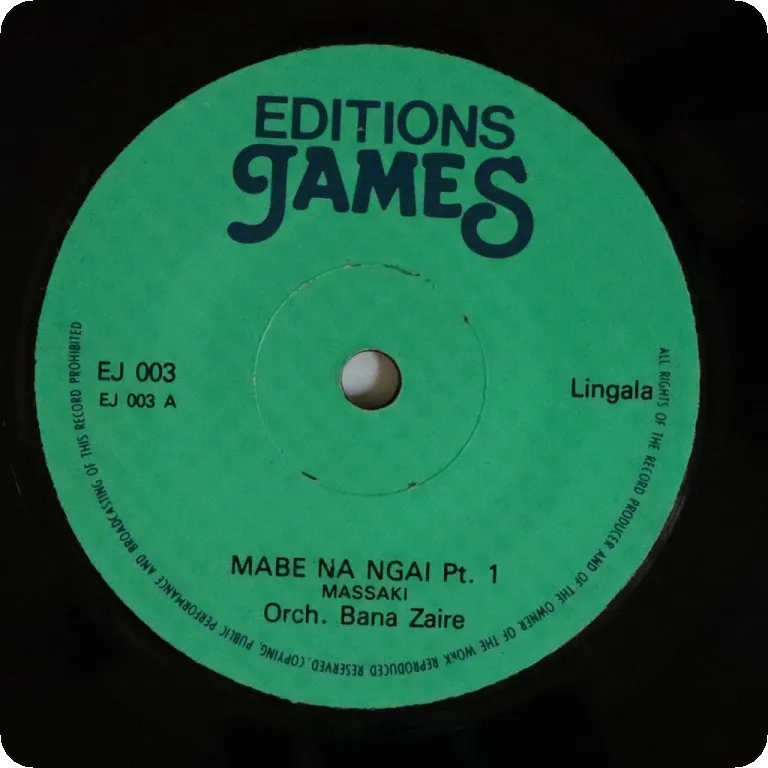 EDITIONS
JAMES
EJ 003
EJ 003 A
Lingala
MABE NA NGAI Pt. 1
MASSAKI
Orch. Bana Zaire
ALL RIGHTS OF THE RECORD PRODUCER AND OF THE OWNER OF THE WORK REPRODUCED RESERVED. COPYING, PUBLIC PERFORMANCE AND BROADCASTING OF THIS RECORD PROHIBITED